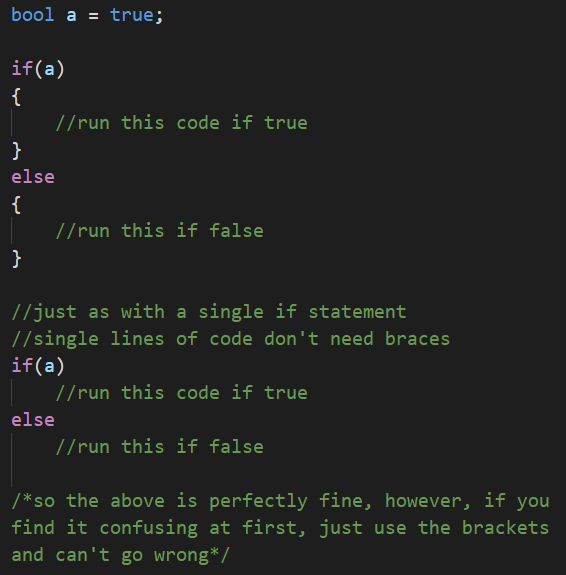 bool a = true;
if(a)
{
//run this code if true
}
else
{
//run this if false
}
//just as with a single if statement
//single lines of code don't need braces
if(a)
//run this code if true
else
//run this if false
/*so the above is perfectly fine, however, if you
find it confusing at first, just use the brackets
and can't go wrong*/